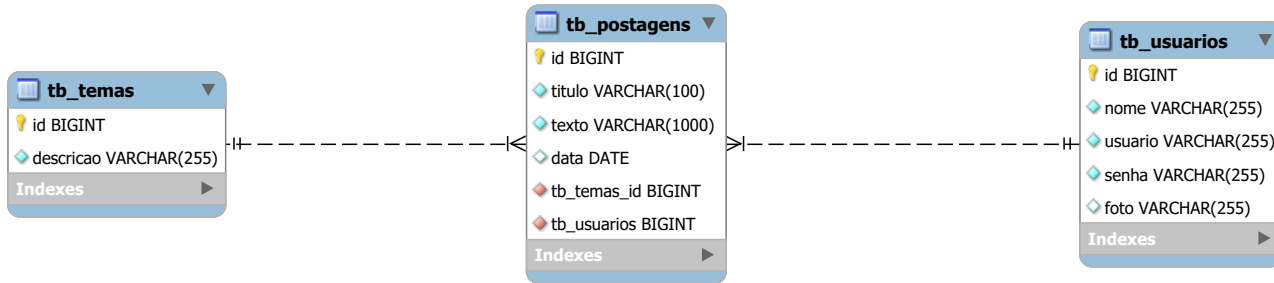 tb_temas
id BIGINT
descricao VARCHAR(255)
Indexes
tb_postagens
id BIGINT
titulo VARCHAR(100)
texto VARCHAR(1000)
data DATE
tb_temas_id BIGINT
tb_usuarios BIGINT
Indexes
tb_usuarios
id BIGINT
nome VARCHAR(255)
usuario VARCHAR(255)
senha VARCHAR(255)
foto VARCHAR(255)
Indexes